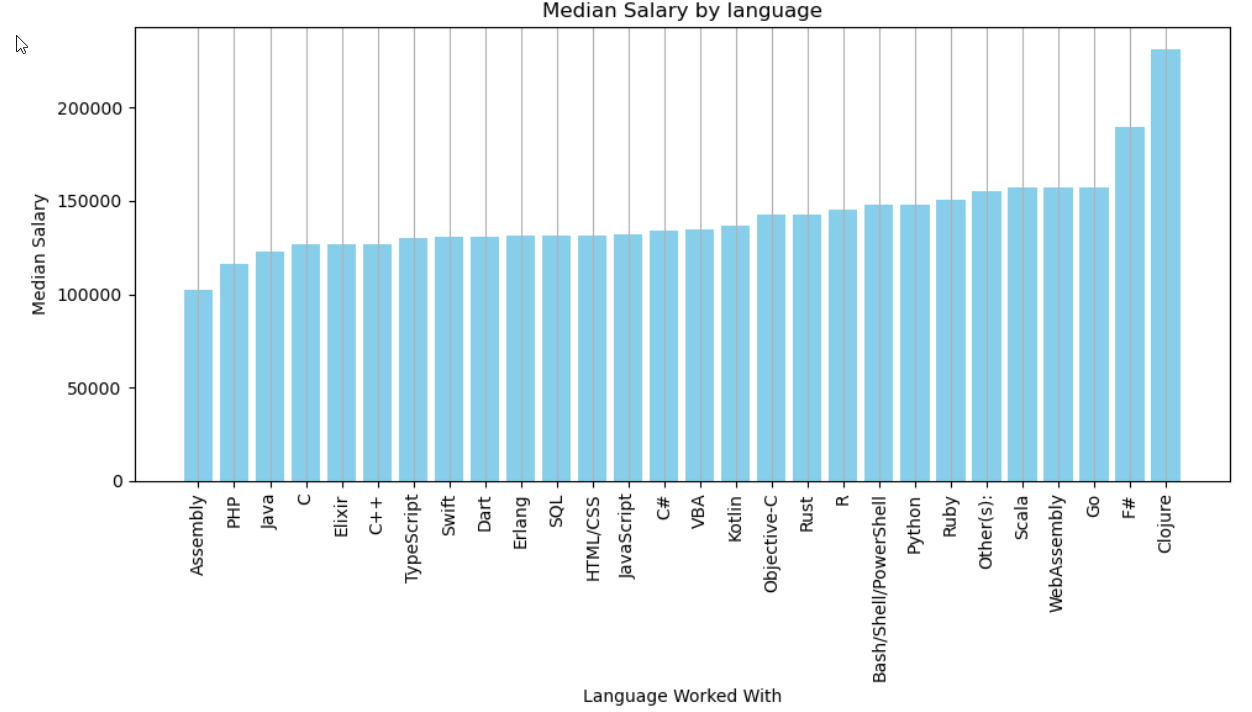 Median Salary by language
Median Salary
200000
150000
100000
50000
0
Assembly
PHP
Java
C
Elixir
C++
TypeScript
Swift
Dart
Erlang
SQL
HTML/CSS
JavaScript
C#
VBA
Kotlin
Objective-C
Rust
R
Bash/Shell/PowerShell
Python
Ruby
Other(s):
Scala
WebAssembly
Go
F#
Clojure
Language Worked With